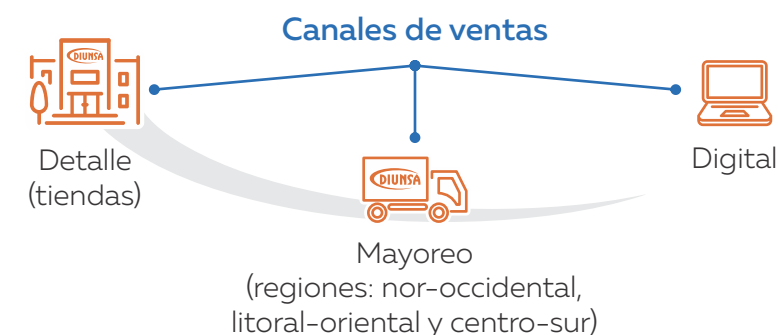 Canales de ventas
DIUNSA
Detalle
(tiendas)
DIUNSA
Mayoreo
(regiones: nor-occidental,
litoral-oriental y centro-sur)
Digital